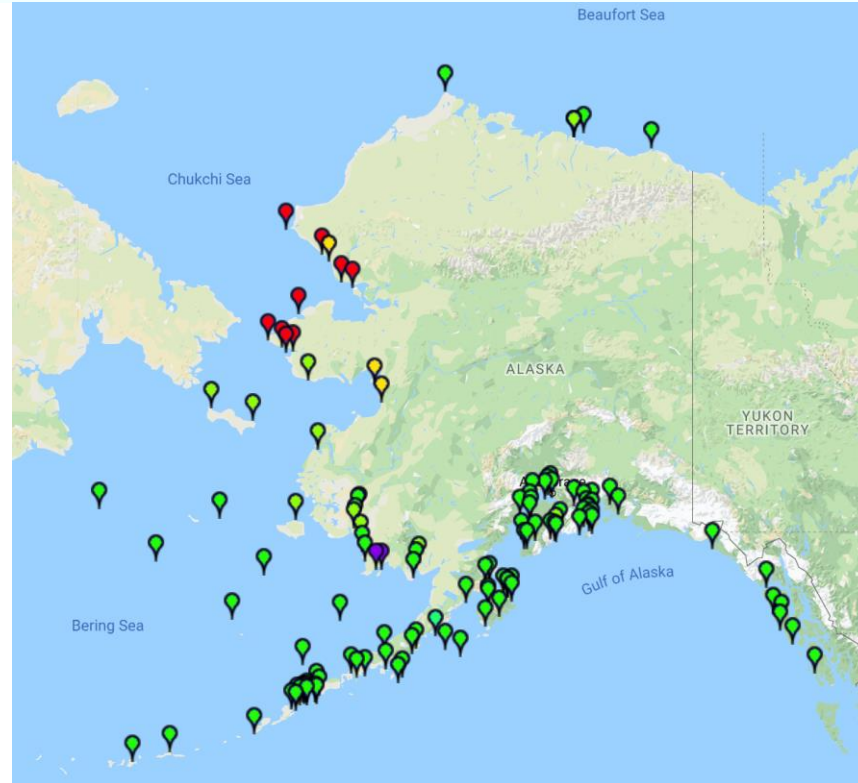 Beaufort Sea
Chukchi Sea
ALASKA
YUKON
TERRITORY
Gulf of Alaska
Bering Sea